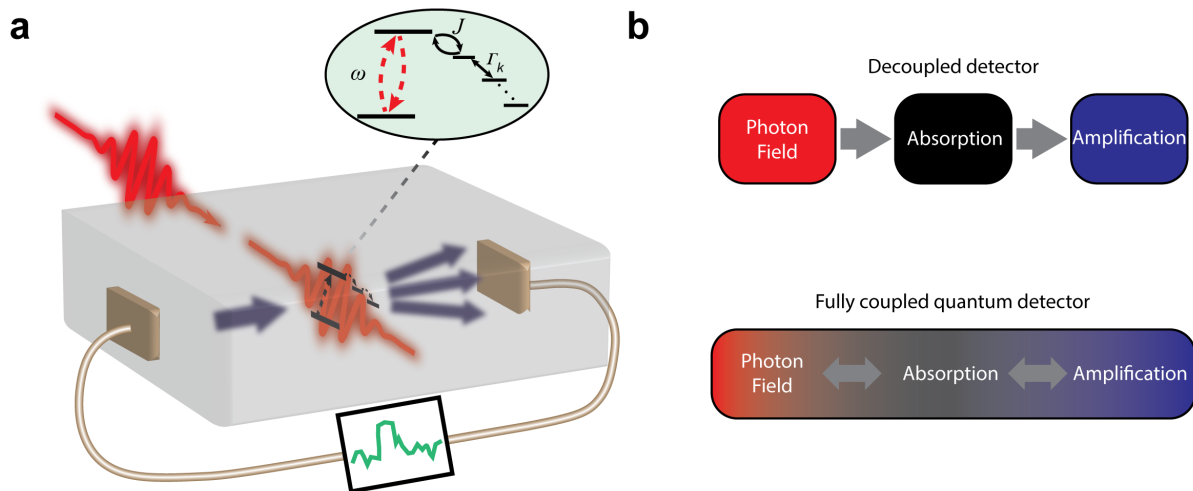 a
ω
J
Γk
b
Decoupled detector
Photon
Field
Absorption
Amplification
Fully coupled quantum detector
Photon
Field
Absorption
Amplification